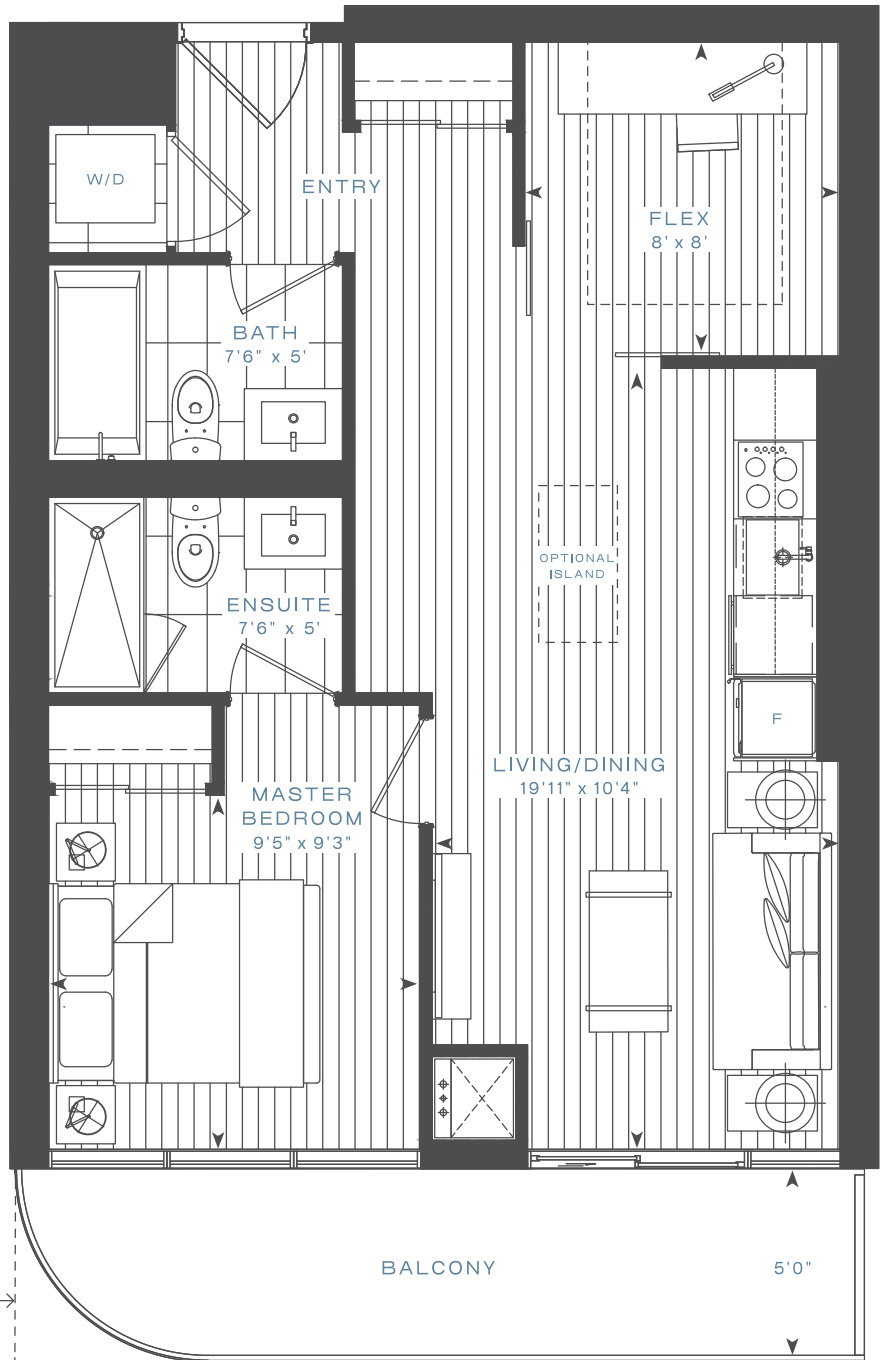 W/D
ENTRY
FLEX
8' x 8'
BATH
7'6" x 5'
OPTIONAL
ISLAND
ENSUITE
7'6" x 5'
F
LIVING/DINING
19'11" x 10'4"
MASTER
BEDROOM
9'5" x 9'3"
BALCONY
5'0"